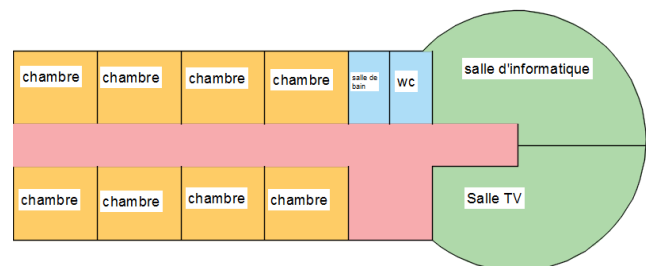 chambre
chambre
chambre
chambre
salle de
bain
wc
salle d'informatique
chambre
chambre
chambre
chambre
Salle TV